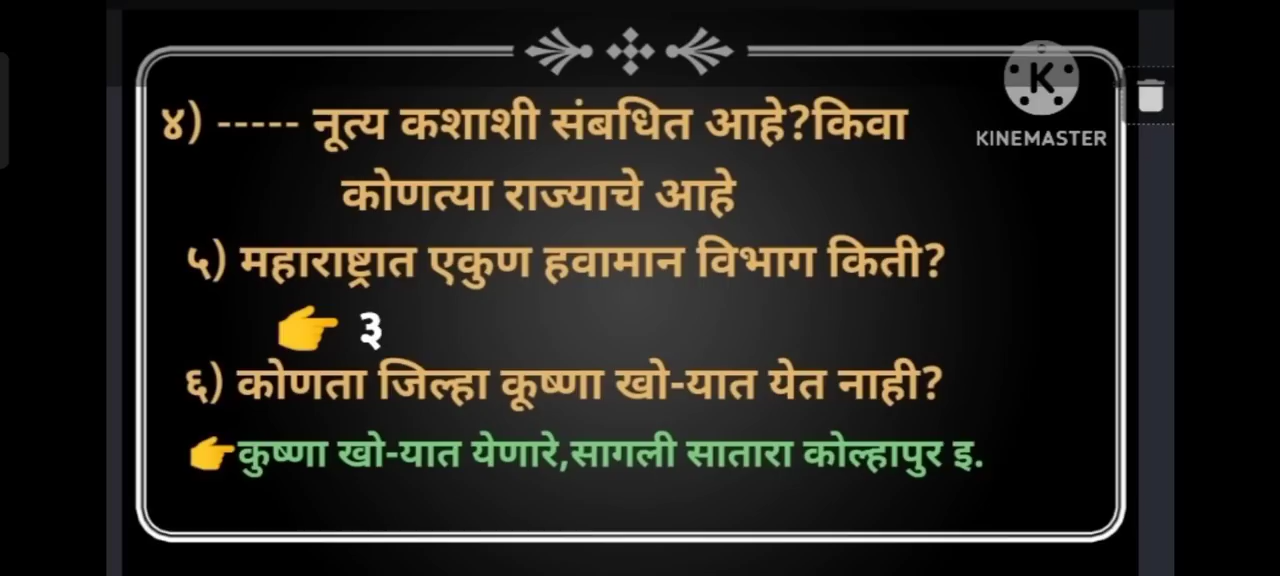 ४) ----- नूत्य कशाशी संबधित आहे?किवा
कोणत्या राज्याचे आहे
५) महाराष्ट्रात एकुण हवामान विभाग किती?
👉 ३
६) कोणता जिल्हा कूष्णा खो-यात येत नाही?
👉कुष्णा खो-यात येणारे,सागली सातारा कोल्हापुर इ.
K
KINEMASTER